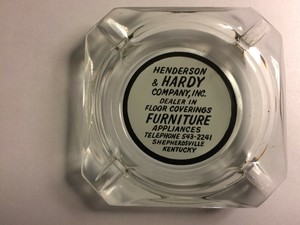 HENDERSON
& HARDY
COMPANY, INC.
DEALER IN
FLOOR COVERINGS
FURNITURE
APPLIANCES
TELEPHONE 543-2241
SHEPHERDSVILLE
KENTUCKY